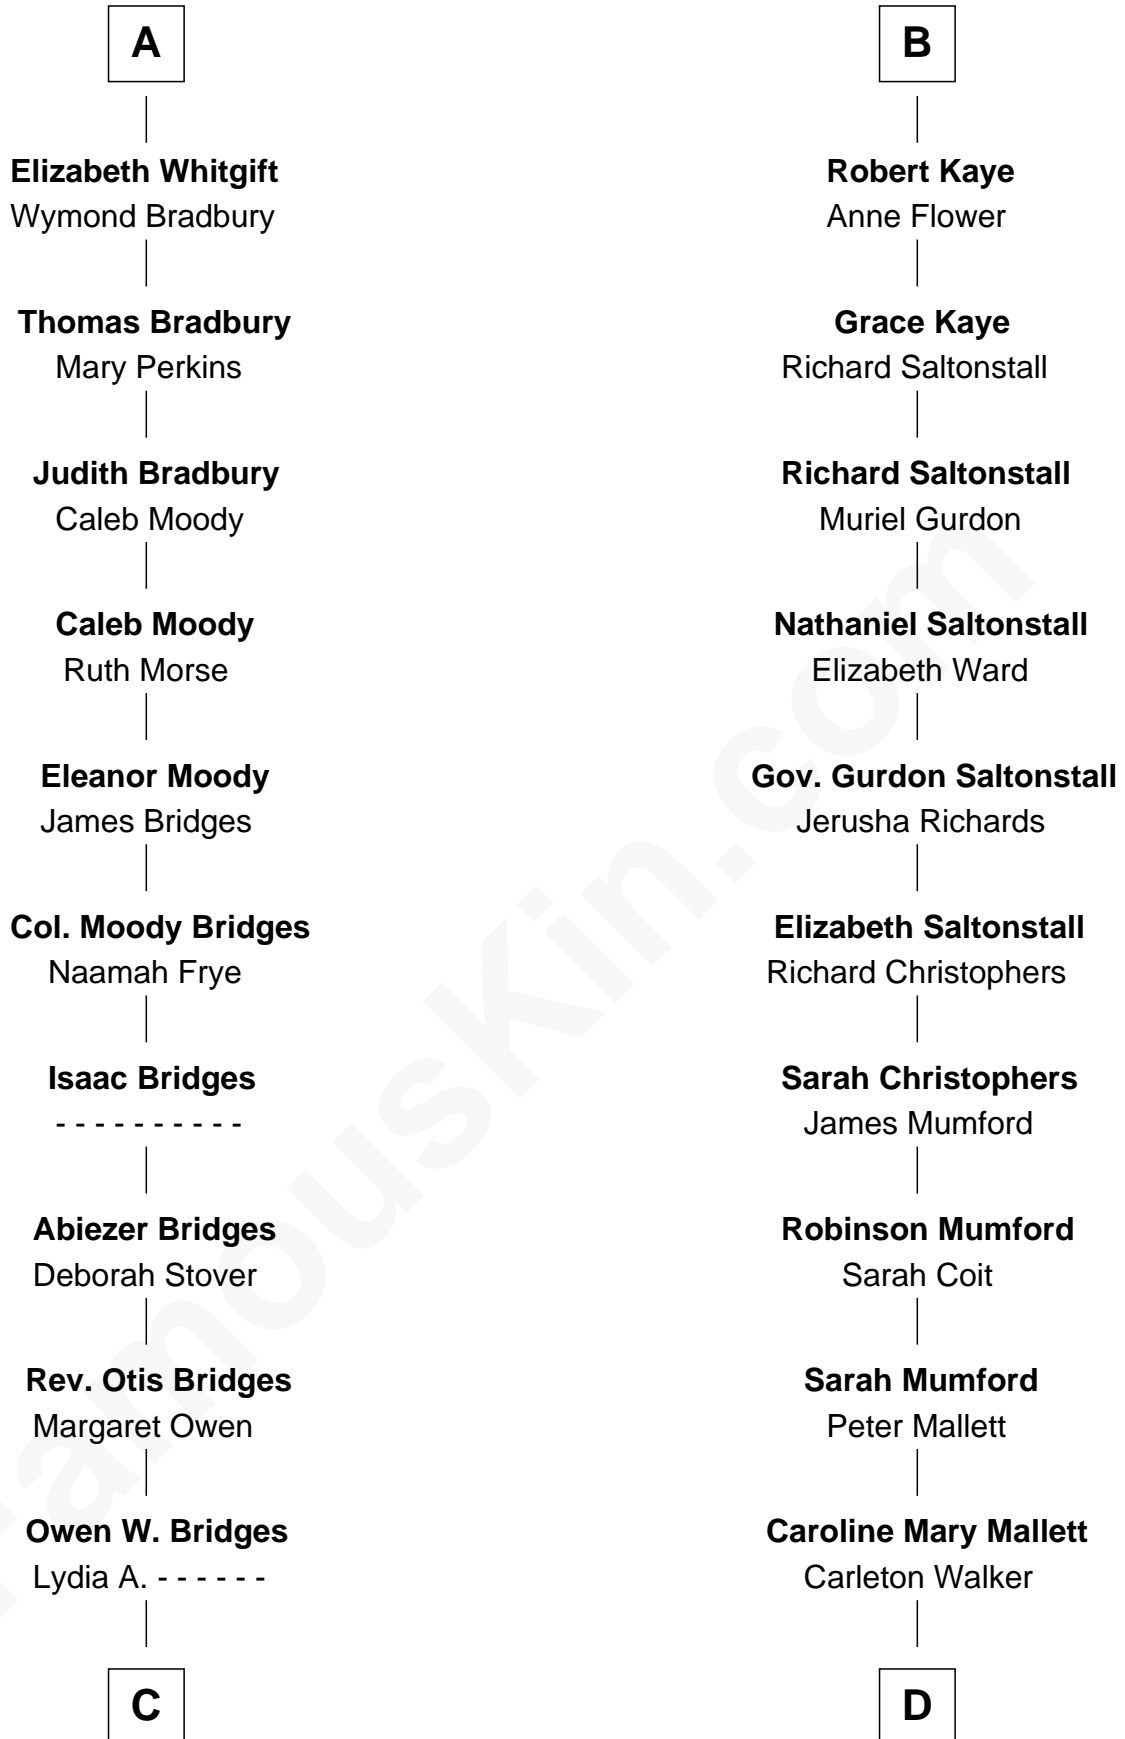 A
Elizabeth Whitgift
Wymond Bradbury
Thomas Bradbury
Mary Perkins
Judith Bradbury
Caleb Moody
Caleb Moody
Ruth Morse
Eleanor Moody
James Bridges
Col. Moody Bridges
Naamah Frye
Isaac Bridges
- - - - - - - - - -
Abiezer Bridges
Deborah Stover
Rev. Otis Bridges
Margaret Owen
Owen W. Bridges
Lydia A. - - - - - -
C
B
Robert Kaye
Anne Flower
Grace Kaye
Richard Saltonstall
Richard Saltonstall
Muriel Gurdon
Nathaniel Saltonstall
Elizabeth Ward
Gov. Gurdon Saltonstall
Jerusha Richards
Elizabeth Saltonstall
Richard Christophers
Sarah Christophers
James Mumford
Robinson Mumford
Sarah Coit
Sarah Mumford
Peter Mallett
Caroline Mary Mallett
Carleton Walker
D
FamousKin.com